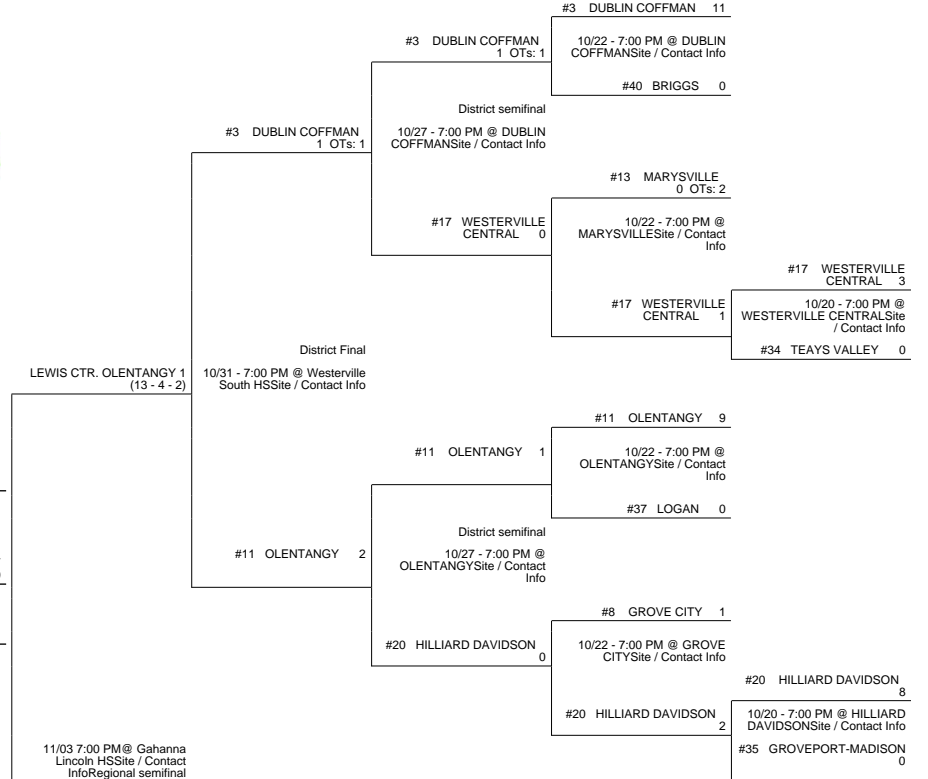 #3 DUBLIN COFFMAN 11
10/22 - 7:00 PM @ DUBLIN
COFFMANSite / Contact Info
#40 BRIGGS 0
#3 DUBLIN COFFMAN
1 OTs: 1
District semifinal
10/27 - 7:00 PM @ DUBLIN
COFFMANSite / Contact Info
#3 DUBLIN COFFMAN
1 OTs: 1
#13 MARYSVILLE
0 OTs: 2
10/22 - 7:00 PM @
MARYSVILLESite / Contact
Info
#17 WESTERVILLE
CENTRAL 0
#17 WESTERVILLE
CENTRAL 1
#17 WESTERVILLE
CENTRAL 3
10/20 - 7:00 PM @
WESTERVILLE CENTRALSite
/ Contact Info
#34 TEAYS VALLEY 0
District Final
10/31 - 7:00 PM @ Westerville
South HSSite / Contact Info
LEWIS CTR. OLENTANGY 1
(13 - 4 - 2)
#11 OLENTANGY 9
10/22 - 7:00 PM @
OLENTANGYSite / Contact
Info
#37 LOGAN 0
#11 OLENTANGY 1
District semifinal
10/27 - 7:00 PM @
OLENTANGYSite / Contact
Info
#11 OLENTANGY 2
#8 GROVE CITY 1
10/22 - 7:00 PM @ GROVE
CITYSite / Contact Info
#20 HILLIARD DAVIDSON
0
#20 HILLIARD DAVIDSON
2
#20 HILLIARD DAVIDSON
8
10/20 - 7:00 PM @ HILLIARD
DAVIDSONSite / Contact Info
#35 GROVEPORT-MADISON
0
11/03 7:00 PM@ Gahanna
Lincoln HSSite / Contact
InfoRegional semifinal